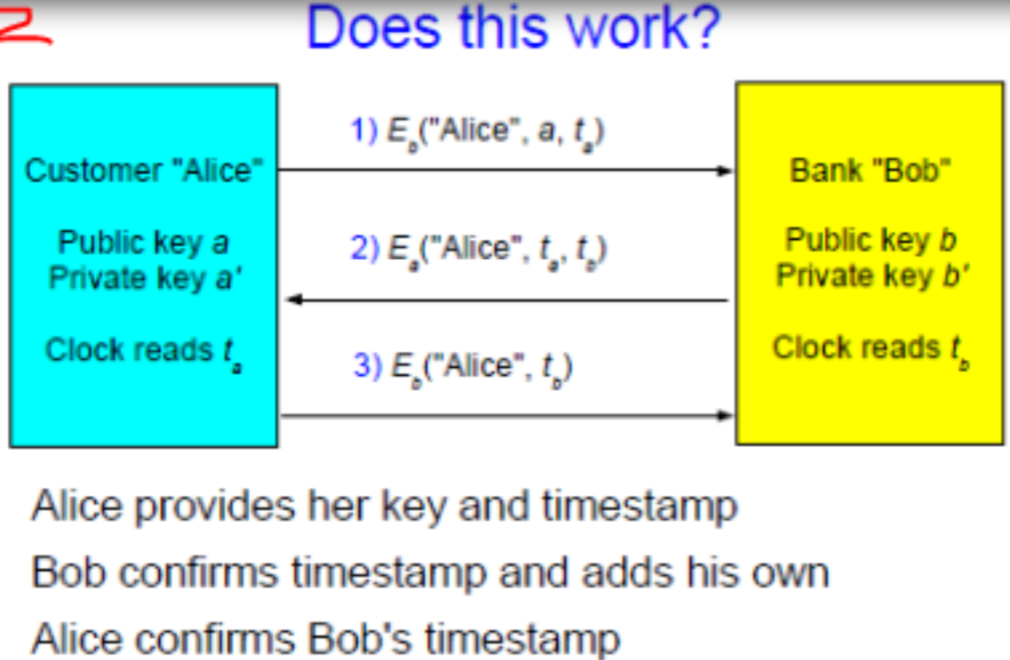 Does this work?
1) E_b("Alice", a, t_a)
Customer "Alice"
Public key a
Private key a'
Clock reads t_a
2) E_a("Alice", t_a, t_b)
3) E_b("Alice", t_b)
Bank "Bob"
Public key b
Private key b'
Clock reads t_b
Alice provides her key and timestamp
Bob confirms timestamp and adds his own
Alice confirms Bob's timestamp